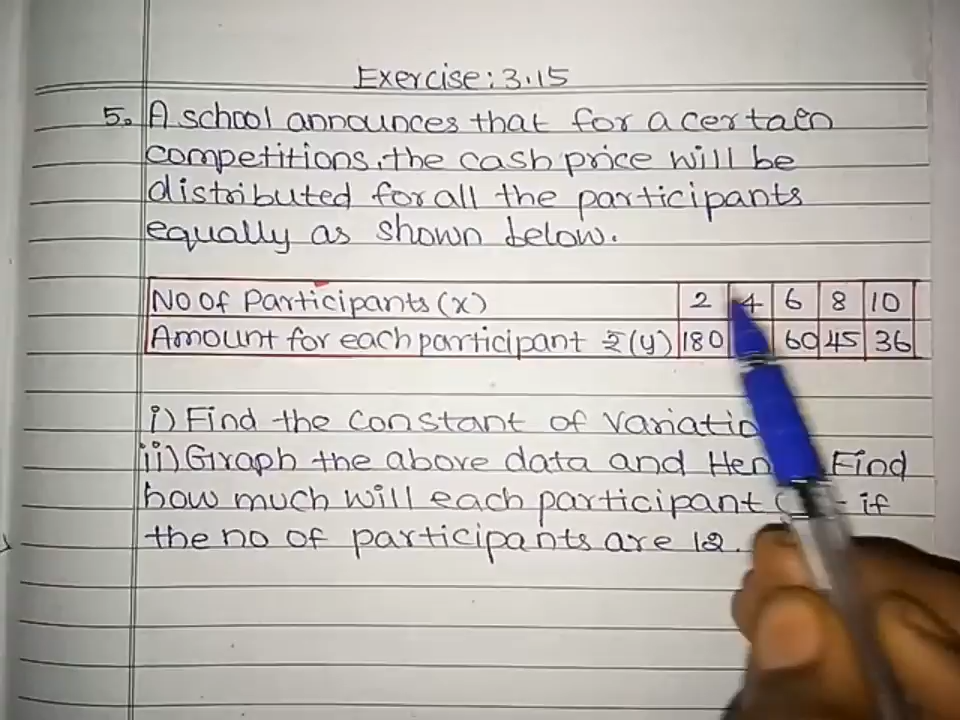 Exercise: 3.15
5. A school announces that for a certain
competitions, the cash price will be
distributed for all the participants
equally as shown below.
No Of Participants (x) 2 4 6 8 10
Amount for each participant ₹ (y) 180 60 45 36
i) Find the Constant of
ii) Graph the above data and Find
how much will each participant if
the no of participants are 12.